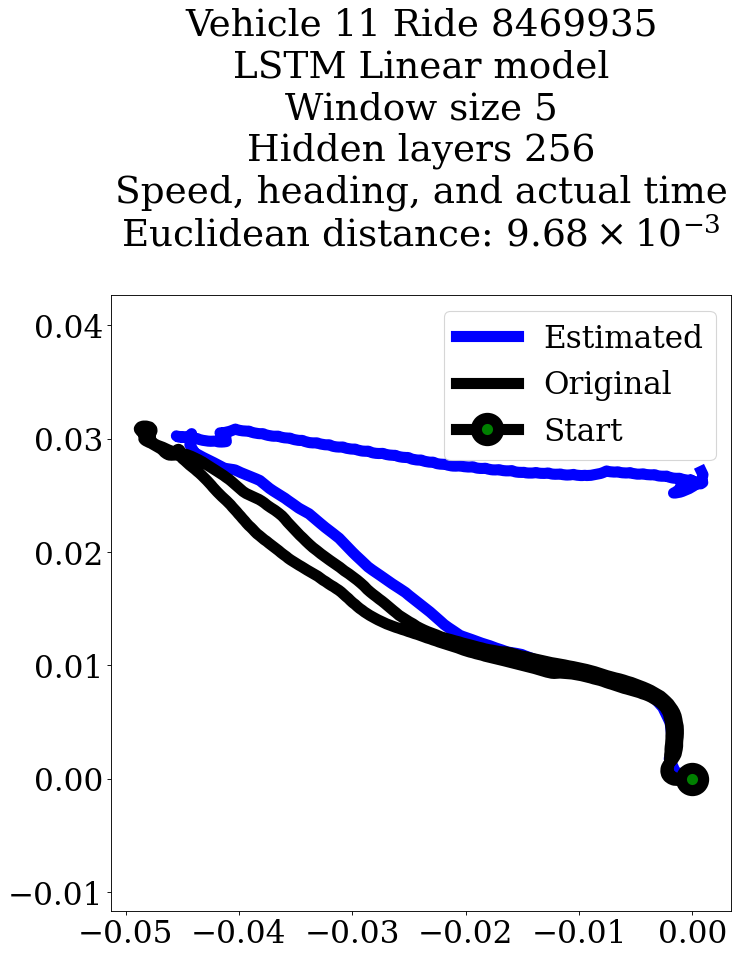 Vehicle 11 Ride 8469935
LSTM Linear model
Window size 5
Hidden layers 256
Speed, heading, and actual time
Euclidean distance: 9.68 × 10⁻³
Estimated
Original
Start
0.04
0.03
0.02
0.01
0.00
−0.01
−0.05 −0.04 −0.03 −0.02 −0.01 0.00